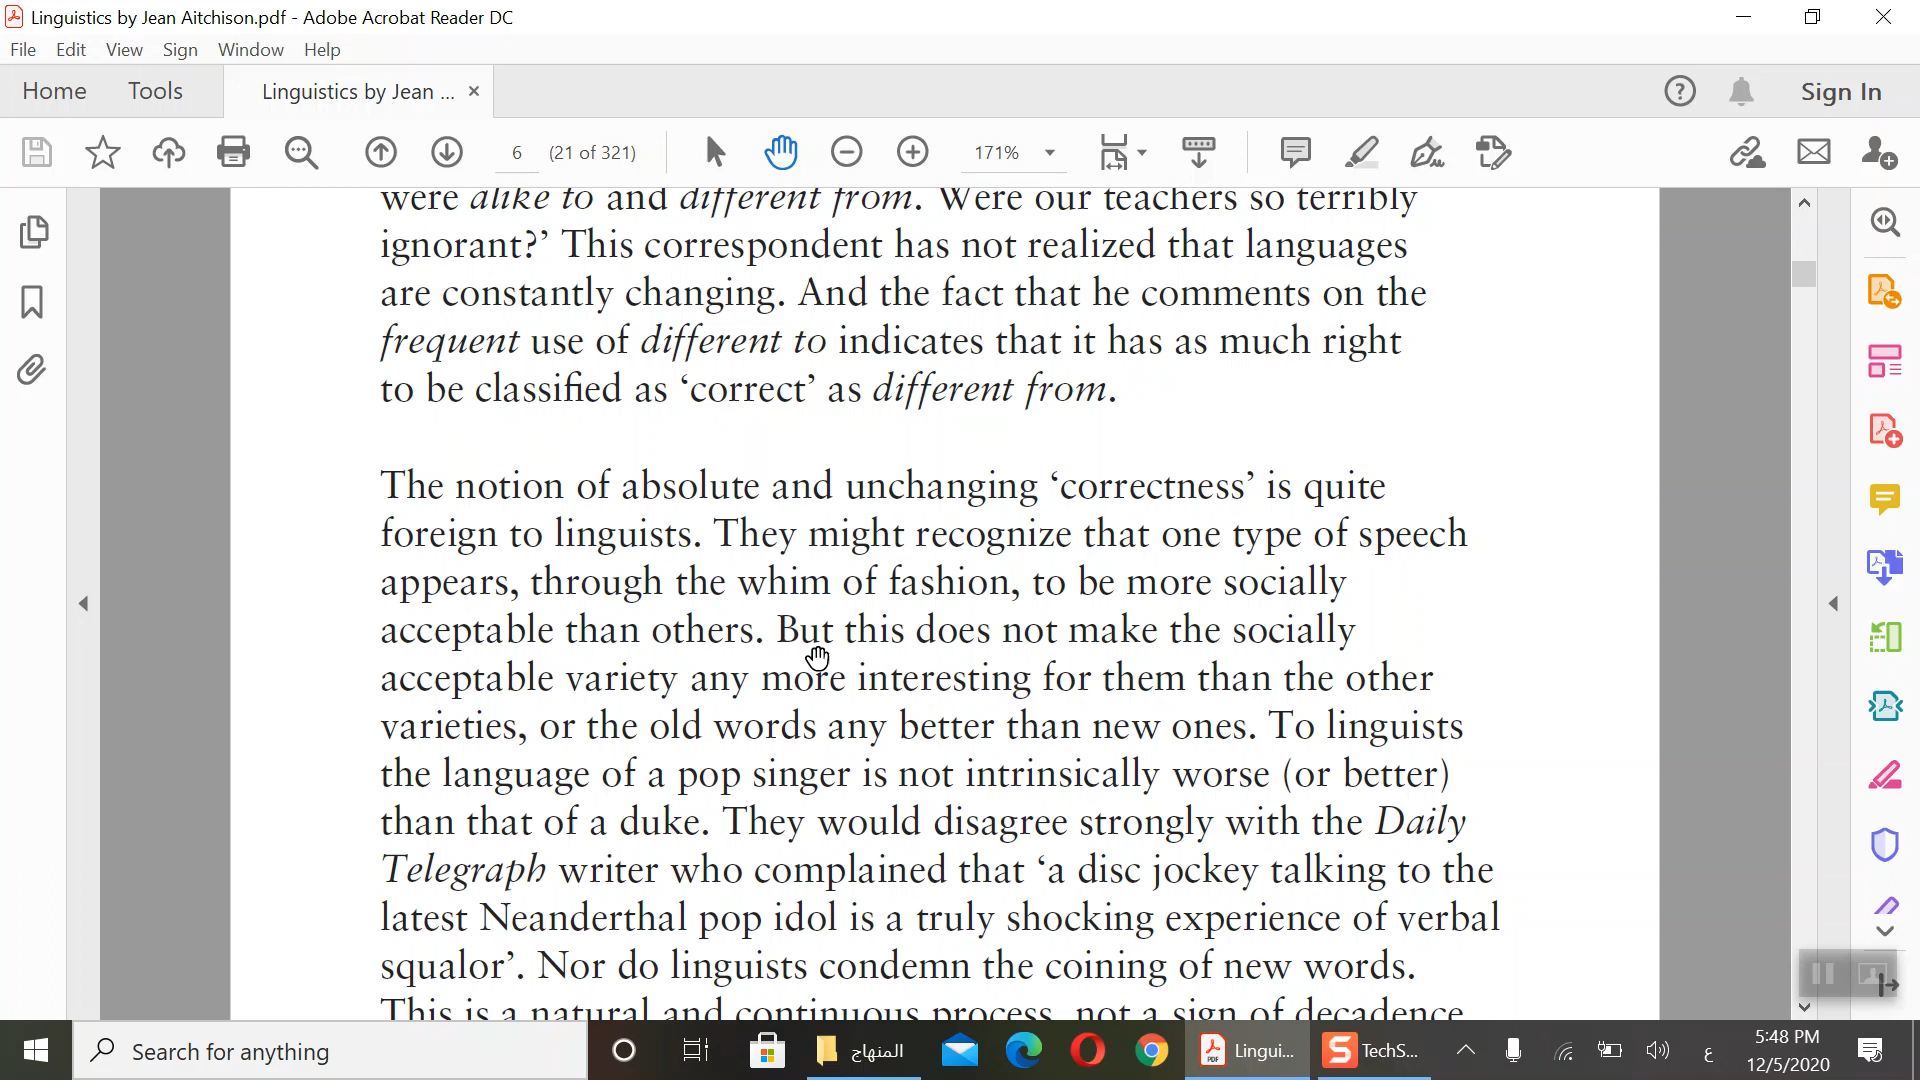 Linguistics by Jean Aitchison.pdf - Adobe Acrobat Reader DC
File Edit View Sign Window Help
Home Tools Linguistics by Jean ... × Sign In
6 (21 of 321) 171%
were alike to and different from. Were our teachers so terribly
ignorant?’ This correspondent has not realized that languages
are constantly changing. And the fact that he comments on the
frequent use of different to indicates that it has as much right
to be classified as ‘correct’ as different from.
The notion of absolute and unchanging ‘correctness’ is quite
foreign to linguists. They might recognize that one type of speech
appears, through the whim of fashion, to be more socially
acceptable than others. But this does not make the socially
acceptable variety any more interesting for them than the other
varieties, or the old words any better than new ones. To linguists
the language of a pop singer is not intrinsically worse (or better)
than that of a duke. They would disagree strongly with the Daily
Telegraph writer who complained that ‘a disc jockey talking to the
latest Neanderthal pop idol is a truly shocking experience of verbal
squalor’. Nor do linguists condemn the coining of new words.
This is a natural and continuous process, not a sign of decadence
Search for anything المنهاج Lingui... TechS... ع 5:48 PM
12/5/2020